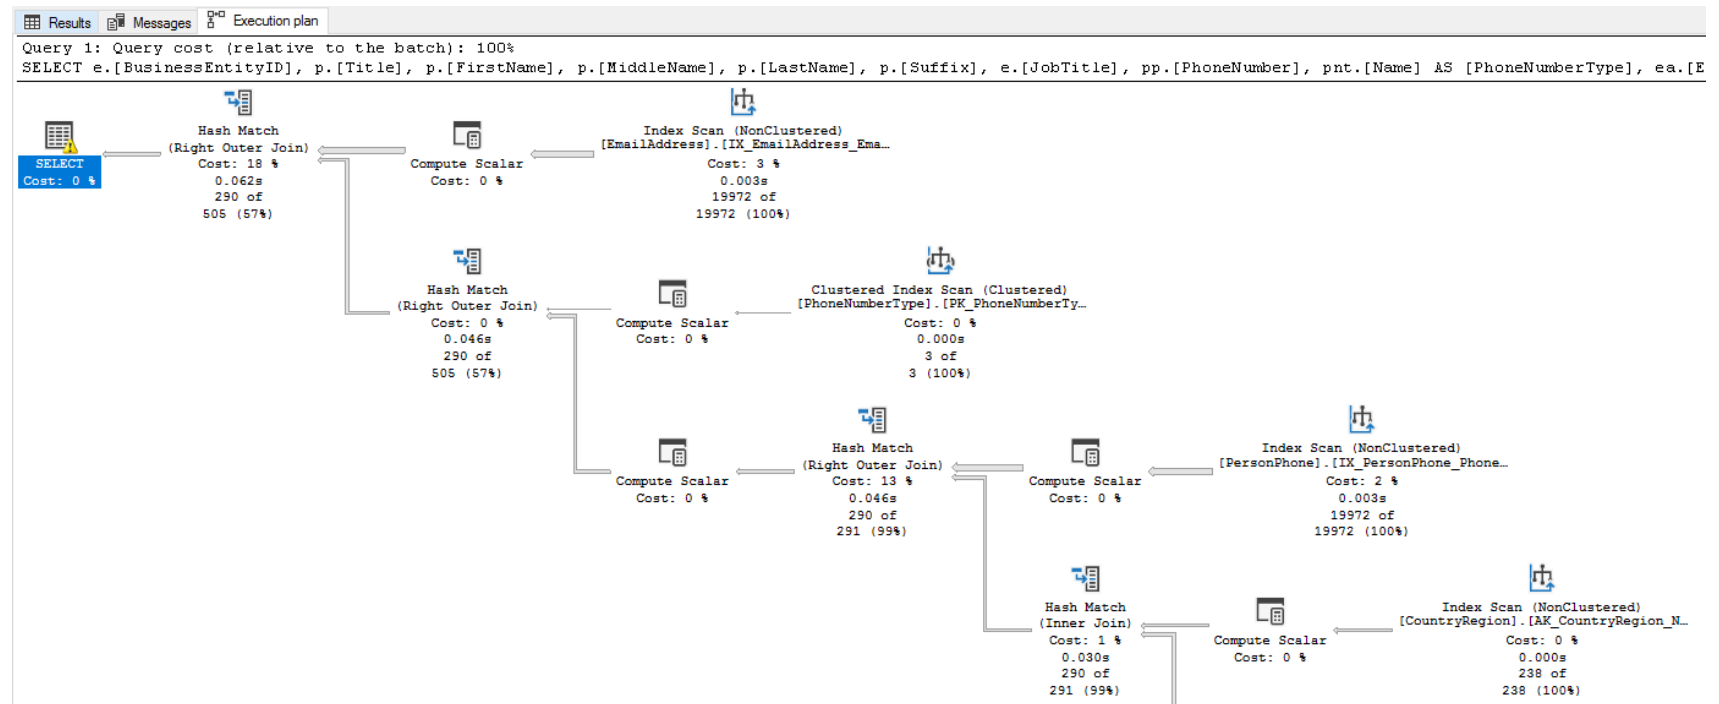 Results Messages Execution plan
Query 1: Query cost (relative to the batch): 100%
SELECT e.[BusinessEntityID], p.[Title], p.[FirstName], p.[MiddleName], p.[LastName], p.[Suffix], e.[JobTitle], pp.[PhoneNumber], pnt.[Name] AS [PhoneNumberType], ea.[E
SELECT
Cost: 0 %
Hash Match
(Right Outer Join)
Cost: 18 %
0.062s
290 of
505 (57%)
Compute Scalar
Cost: 0 %
Index Scan (NonClustered)
[EmailAddress].[IX_EmailAddress_Ema…
Cost: 3 %
0.003s
19972 of
19972 (100%)
Hash Match
(Right Outer Join)
Cost: 0 %
0.046s
290 of
505 (57%)
Compute Scalar
Cost: 0 %
Clustered Index Scan (Clustered)
[PhoneNumberType].[PK_PhoneNumberTy…
Cost: 0 %
0.000s
3 of
3 (100%)
Compute Scalar
Cost: 0 %
Hash Match
(Right Outer Join)
Cost: 13 %
0.046s
290 of
291 (99%)
Compute Scalar
Cost: 0 %
Index Scan (NonClustered)
[PersonPhone].[IX_PersonPhone_Phone…
Cost: 2 %
0.003s
19972 of
19972 (100%)
Hash Match
(Inner Join)
Cost: 1 %
0.030s
290 of
291 (99%)
Compute Scalar
Cost: 0 %
Index Scan (NonClustered)
[CountryRegion].[AK_CountryRegion_N…
Cost: 0 %
0.000s
238 of
238 (100%)